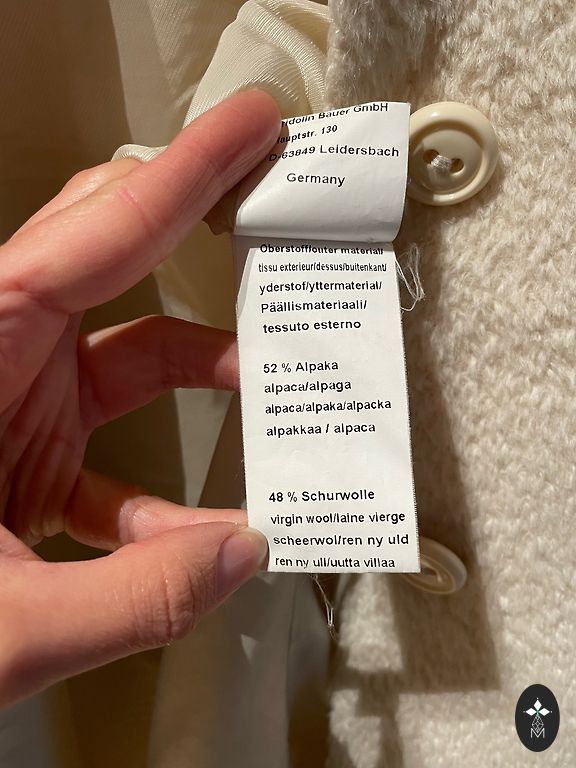 Bauer GmbH
Hauptstr. 130
D-63849 Leidersbach
Germany
Oberstoff/outer material/
tissu exterieur/dessus/buitenkant/
yderstof/yttermaterial/
Päällismateriaali/
tessuto esterno
52 % Alpaka
alpaca/alpaga
alpaca/alpaka/alpacka
alpakkaa / alpaca
48 % Schurwolle
virgin wool/laine vierge
scheerwol/ren ny uld
ren ny ull/uutta villaa
M